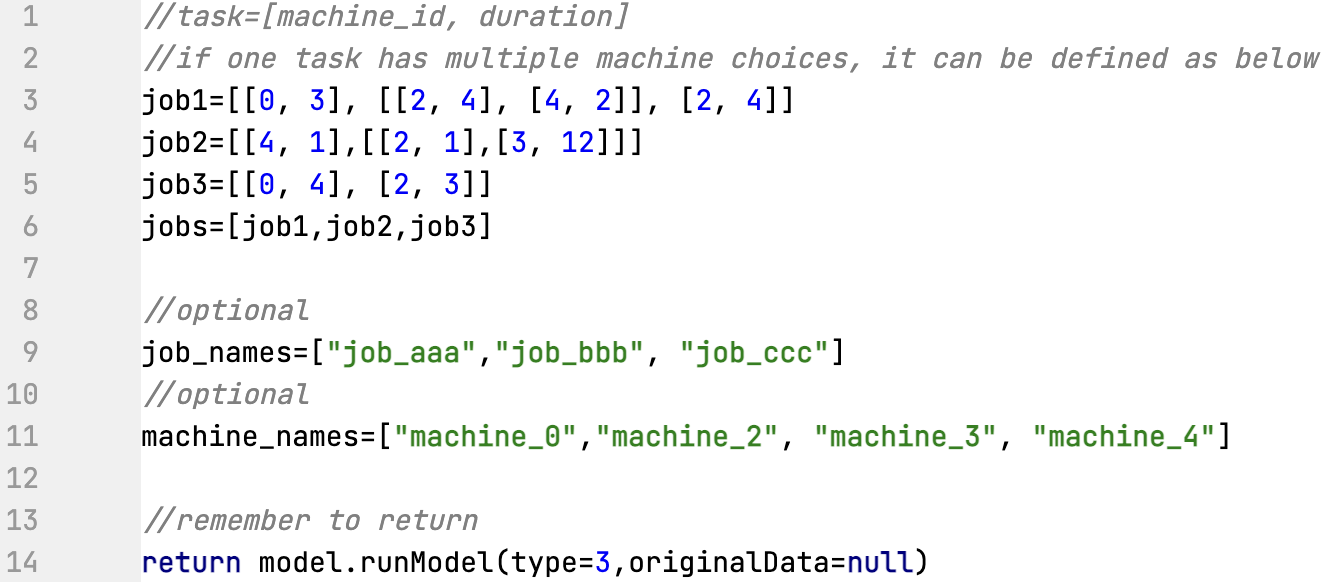 1 //task=[machine_id, duration]
2 //if one task has multiple machine choices, it can be defined as below
3 job1=[[0, 3], [[2, 4], [4, 2]], [2, 4]]
4 job2=[[4, 1],[[2, 1],[3, 12]]]
5 job3=[[0, 4], [2, 3]]
6 jobs=[job1,job2,job3]
7
8 //optional
9 job_names=["job_aaa","job_bbb", "job_ccc"]
10 //optional
11 machine_names=["machine_0","machine_2", "machine_3", "machine_4"]
12
13 //remember to return
14 return model.runModel(type=3,originalData=null)